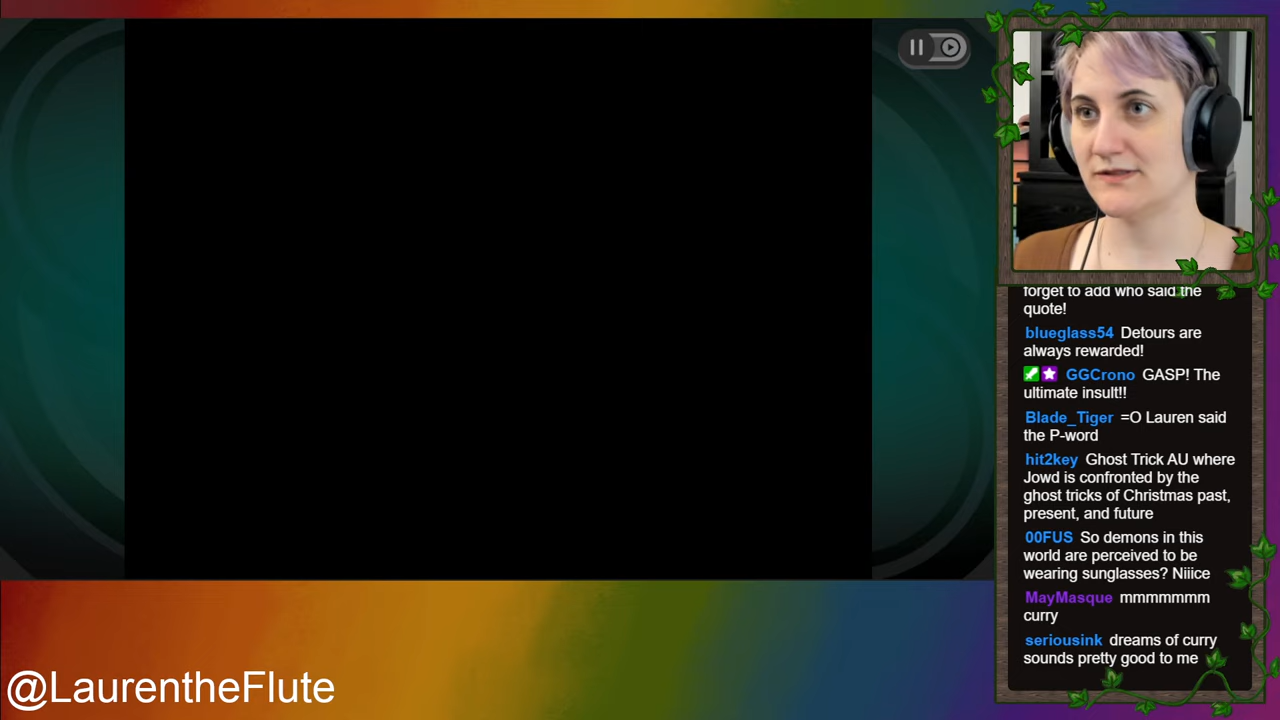 forget to add who said the
quote!
blueglass54 Detours are
always rewarded!
GGCrono GASP! The
ultimate insult!!
Blade_Tiger =O Lauren said
the P-word
hit2key Ghost Trick AU where
Jowd is confronted by the
ghost tricks of Christmas past,
present, and future
00FUS So demons in this
world are perceived to be
wearing sunglasses? Niiice
MayMasque mmmmmmm
curry
seriousink dreams of curry
sounds pretty good to me
@LaurentheFlute